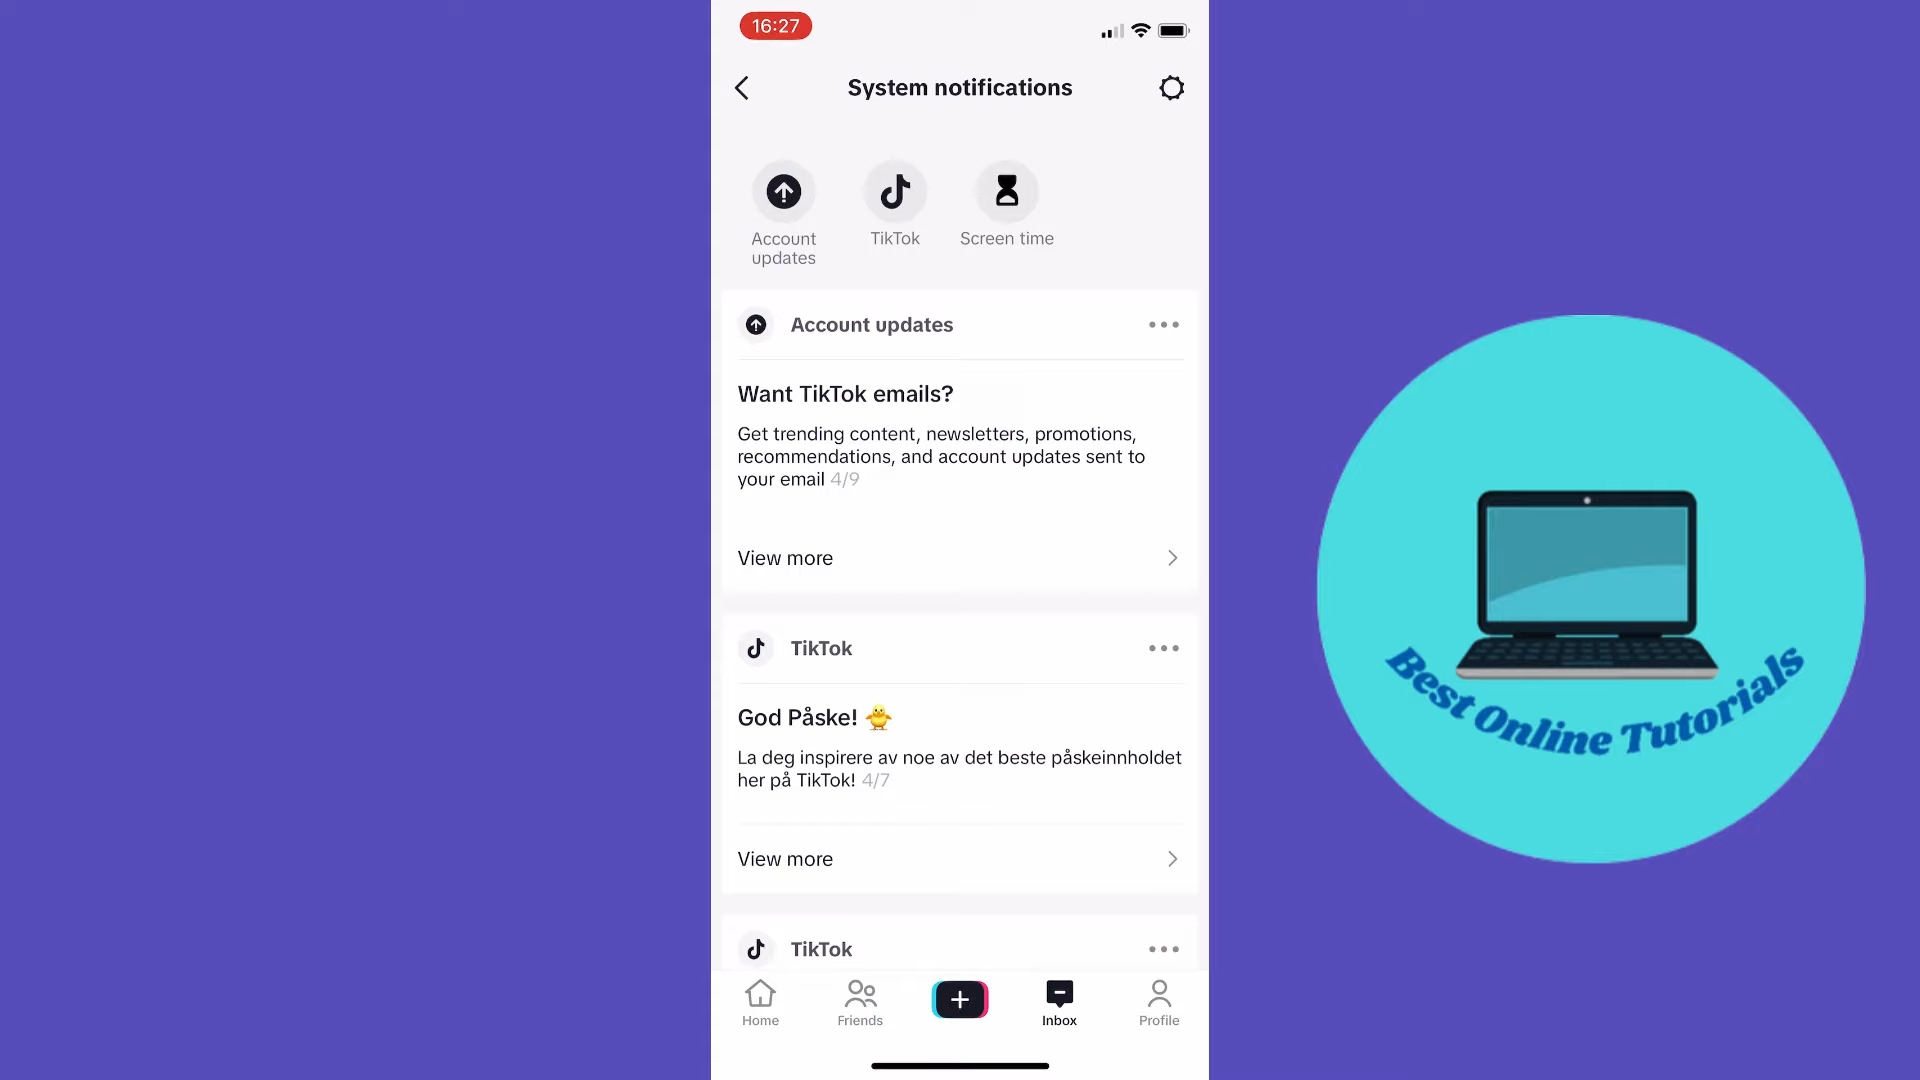 16:27
System notifications
Account
updates
TikTok
Screen time
Account updates
Want TikTok emails?
Get trending content, newsletters, promotions,
recommendations, and account updates sent to
your email 4/9
View more
TikTok
God Påske! 🐥
La deg inspirere av noe av det beste påskeinnholdet
her på TikTok! 4/7
View more
TikTok
Home
Friends
Inbox
Profile
Best Online Tutorials